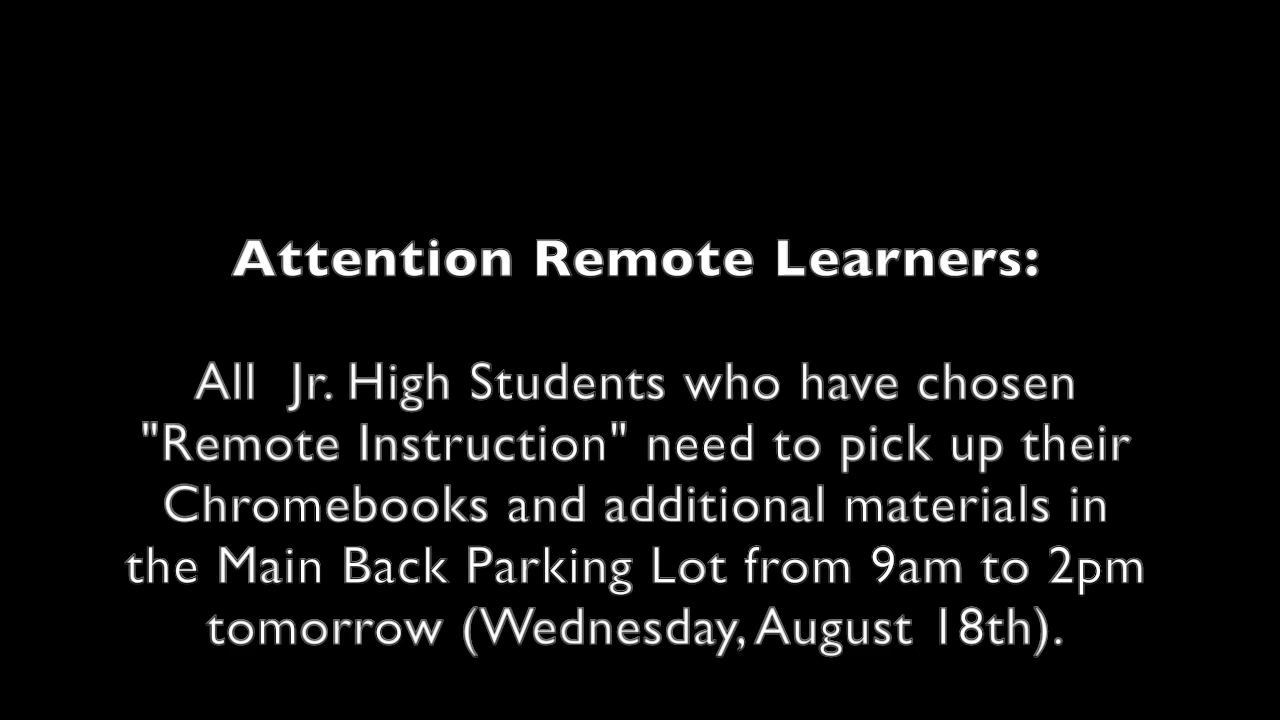 Attention Remote Learners:
All  Jr. High Students who have chosen
"Remote Instruction" need to pick up their
Chromebooks and additional materials in
the Main Back Parking Lot from 9am to 2pm
tomorrow (Wednesday, August 18th).